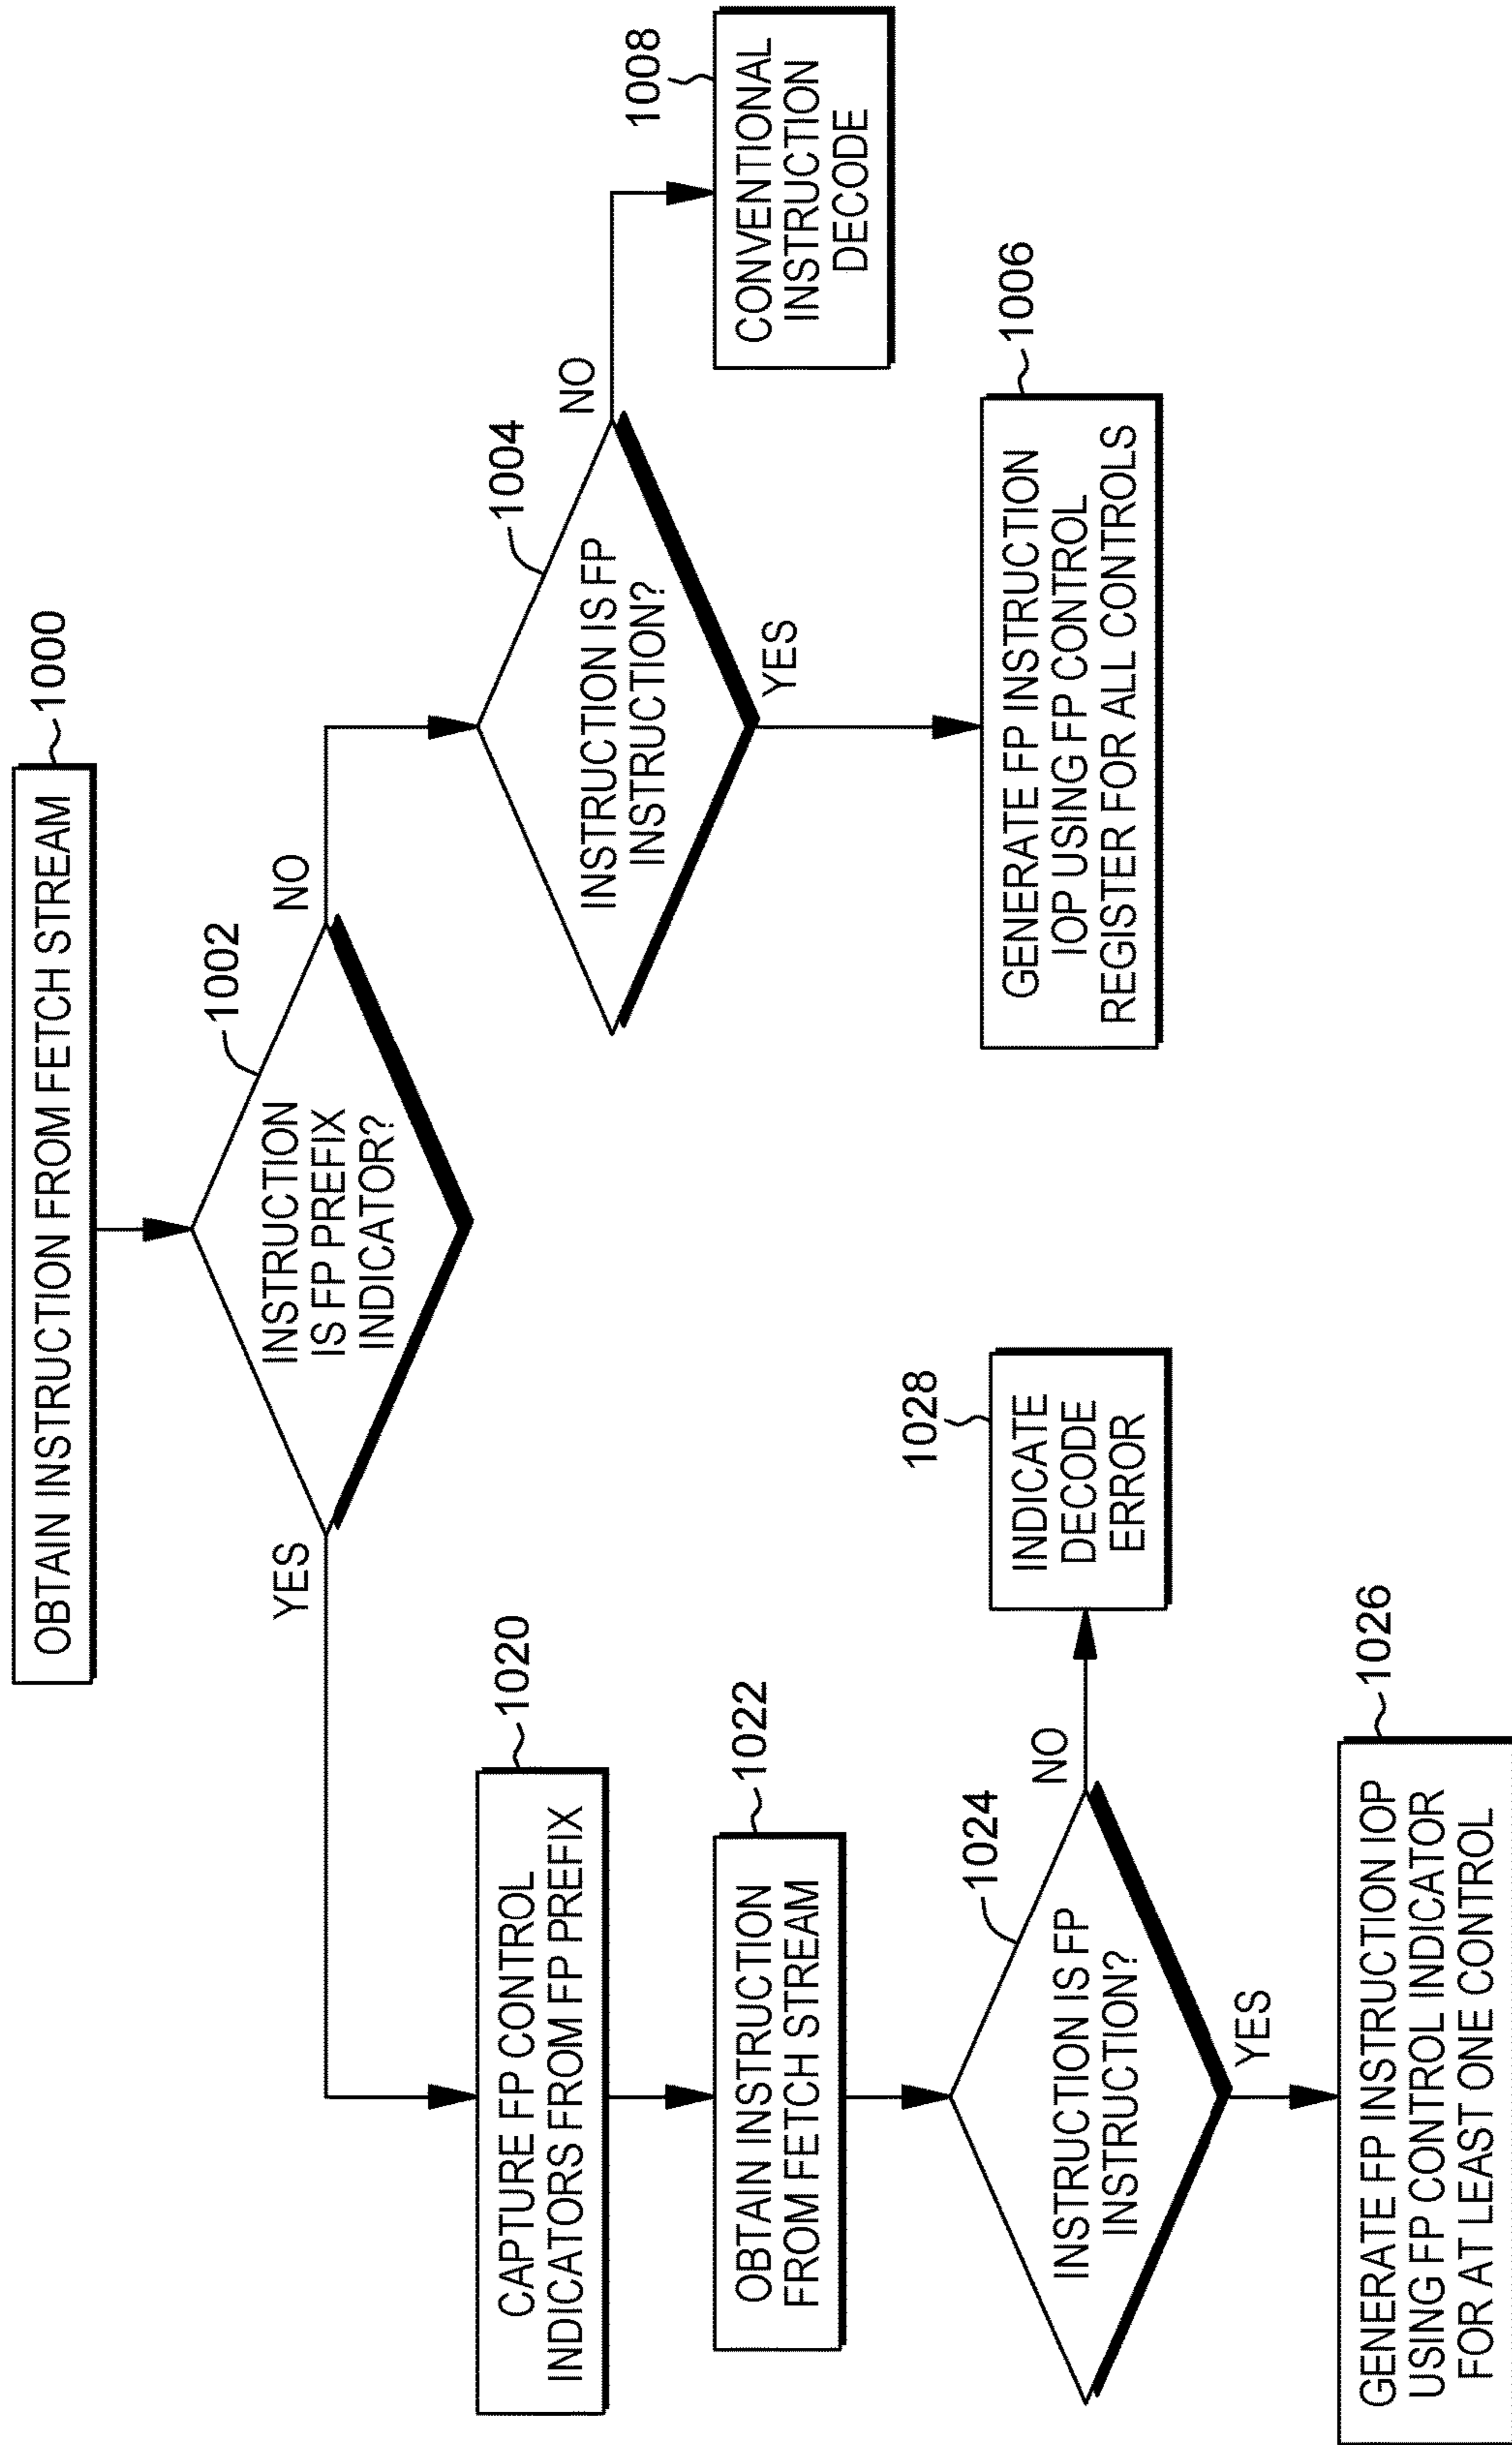 OBTAIN INSTRUCTION FROM FETCH STREAM
1000
INSTRUCTION
IS FP PREFIX
INDICATOR?
1002
YES
NO
INSTRUCTION IS FP
INSTRUCTION?
1004
NO
YES
CONVENTIONAL
INSTRUCTION
DECODE
1008
GENERATE FP INSTRUCTION
IOP USING FP CONTROL
REGISTER FOR ALL CONTROLS
1006
CAPTURE FP CONTROL
INDICATORS FROM FP PREFIX
1020
OBTAIN INSTRUCTION
FROM FETCH STREAM
1022
INSTRUCTION IS FP
INSTRUCTION?
1024
NO
YES
INDICATE
DECODE
ERROR
1028
GENERATE FP INSTRUCTION IOP
USING FP CONTROL INDICATOR
FOR AT LEAST ONE CONTROL
1026